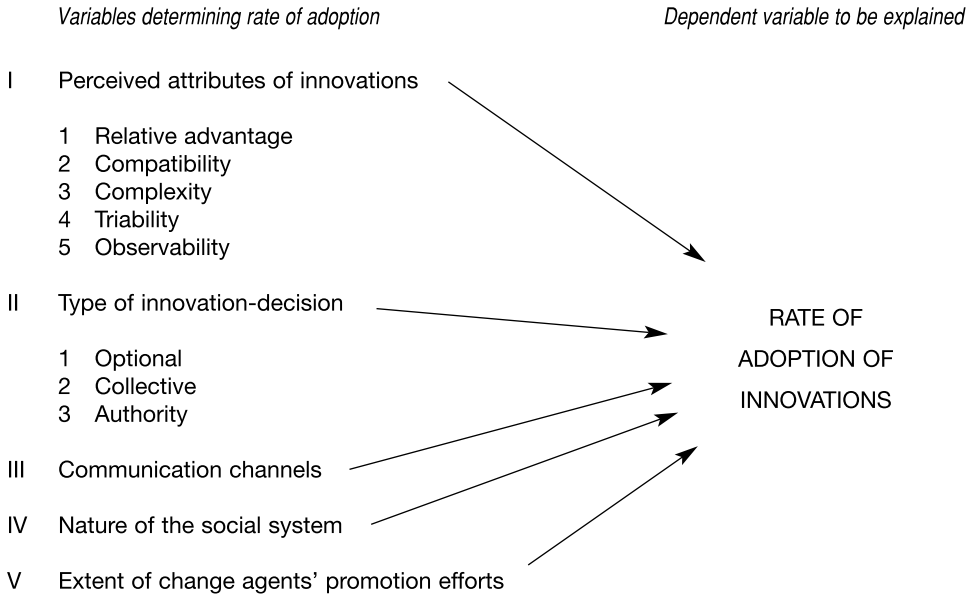 Variables determining rate of adoption
Dependent variable to be explained
I Perceived attributes of innovations
1 Relative advantage
2 Compatibility
3 Complexity
4 Triability
5 Observability
II Type of innovation-decision
1 Optional
2 Collective
3 Authority
III Communication channels
IV Nature of the social system
V Extent of change agents’ promotion efforts
RATE OF
ADOPTION OF
INNOVATIONS